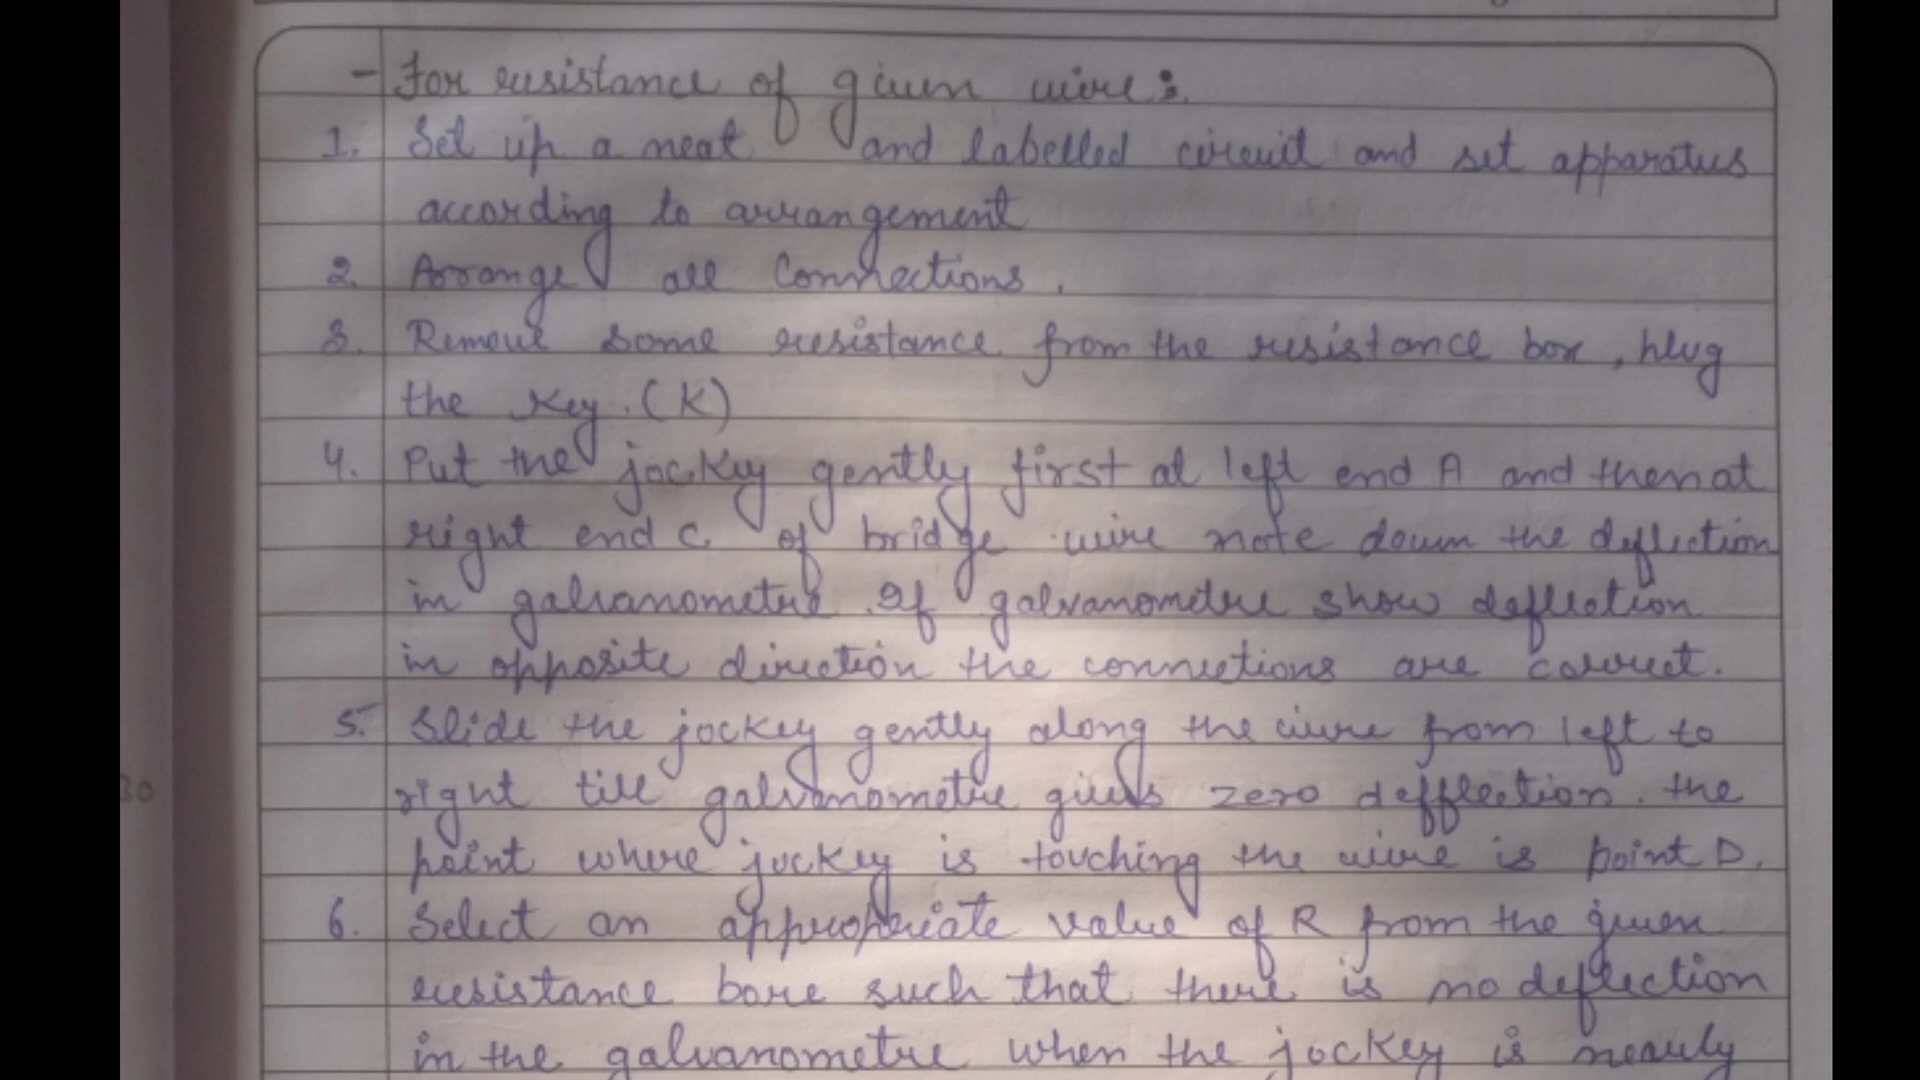 - For resistance of given wire:
1. Set up a neat and labelled circuit and set apparatus
according to arrangement
2. Arrange all Connections.
3. Remove some resistance from the resistance box, plug
the key. (K)
4. Put the jockey gently first at left end A and then at
right end C. of bridge wire note down the deflection
in galvanometre. If galvanometre show deflection
in opposite direction the connections are correct.
5. Slide the jockey gently along the wire from left to
right till galvanometre gives zero defflection. the
30
point where jockey is touching the wire is point D.
6. Select an appropriate value of R from the given
resistance boxe such that there is no deflection
in the galvanometre when the jockey is nearly